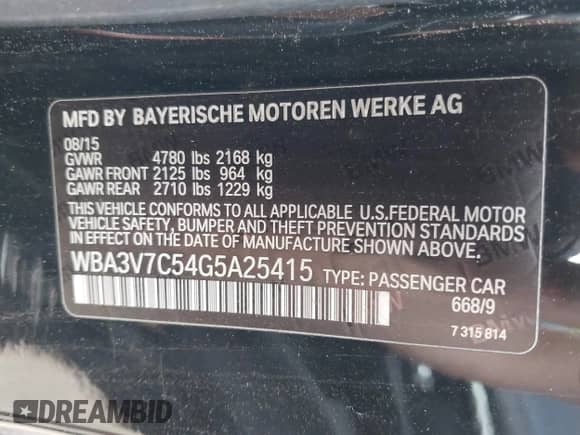 MFD BY BAYERISCHE MOTOREN WERKE AG
08/15
GVWR 4780 lbs 2168 kg
GAWR FRONT 2125 lbs 964 kg
GAWR REAR 2710 lbs 1229 kg
THIS VEHICLE CONFORMS TO ALL APPLICABLE U.S.FEDERAL MOTOR
VEHICLE SAFETY, BUMPER, AND THEFT PREVENTION STANDARDS
IN EFFECT ON THE DATE OF MANUFACTURE SHOWN ABOVE.
WBA3V7C54G5A25415 TYPE: PASSENGER CAR
668/9
7 315 814
DREAMBID